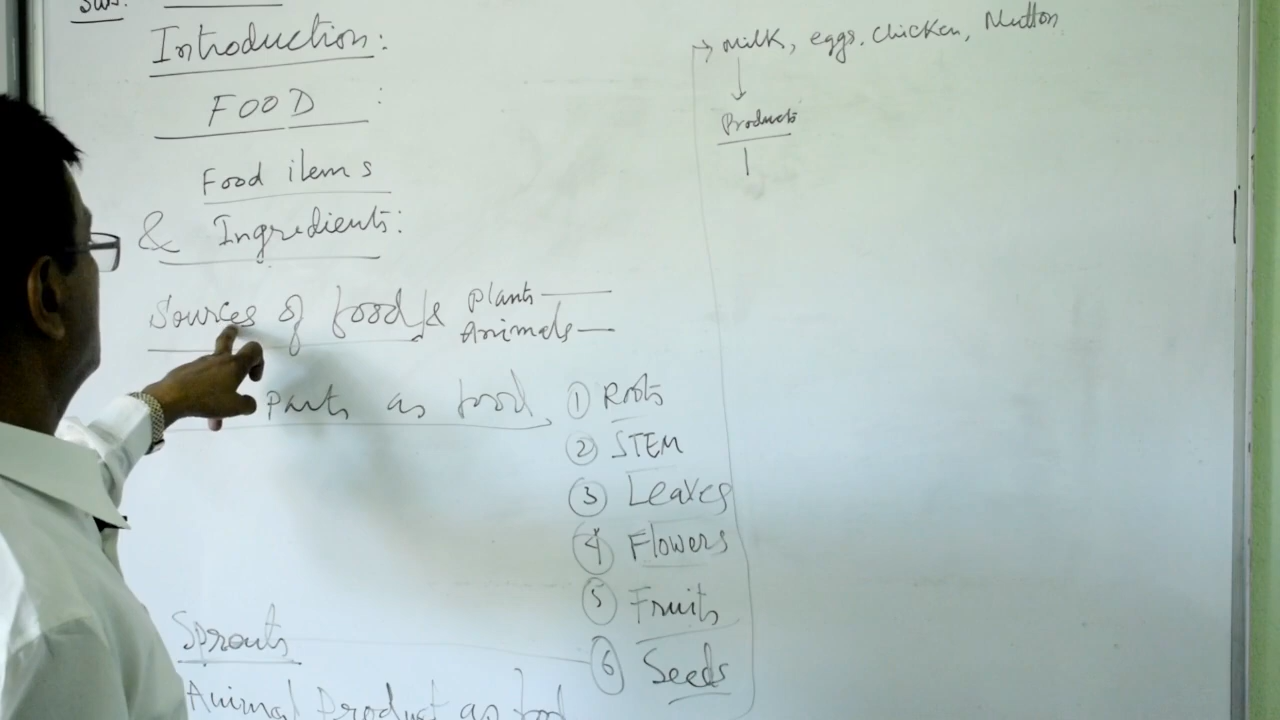 Introduction:
FOOD :
Food items
& Ingredients:
Sources of food & Plants
Animals
Parts as food
① Roots
② STEM
③ Leaves
④ Flowers
⑤ Fruits
⑥ Seeds
Sprouts
Animal Product as food
→ Milk, eggs, chicken, Mutton
↓
Products